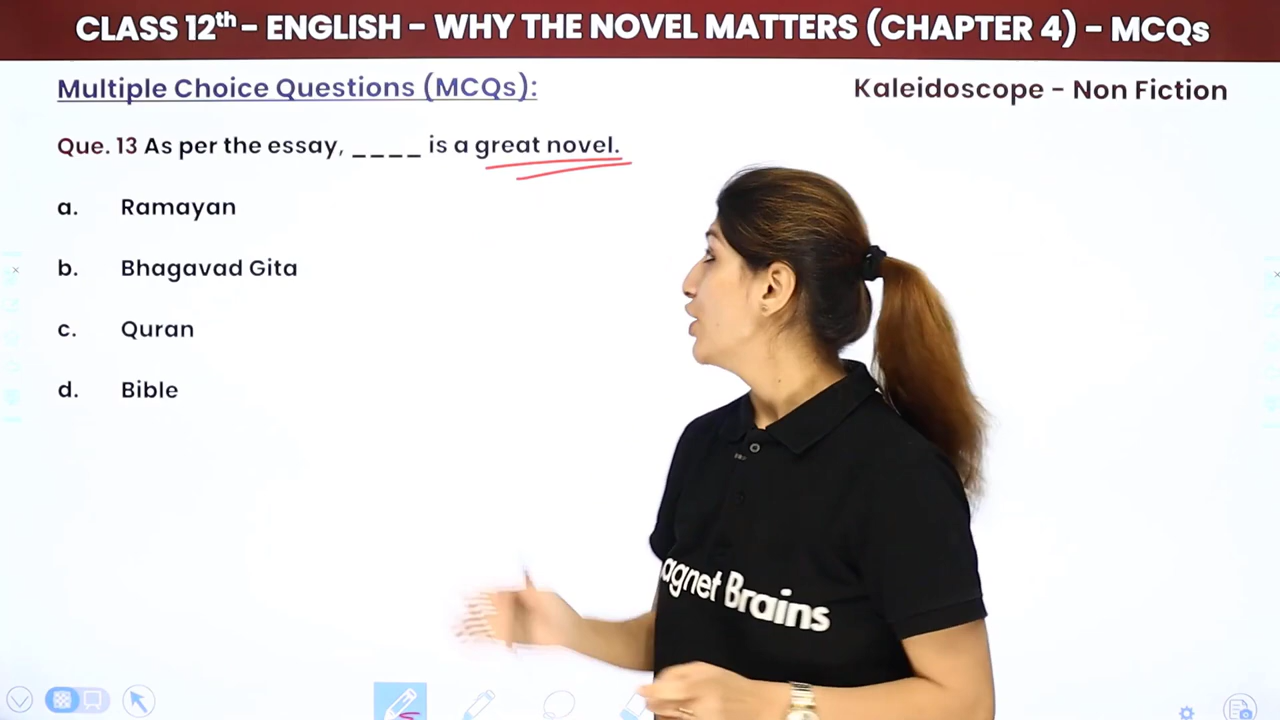 CLASS 12th - ENGLISH - WHY THE NOVEL MATTERS (CHAPTER 4) - MCQs
Multiple Choice Questions (MCQs):
Kaleidoscope - Non Fiction
Que. 13 As per the essay, ____ is a great novel.
a. Ramayan
b. Bhagavad Gita
c. Quran
d. Bible
agnet Brains